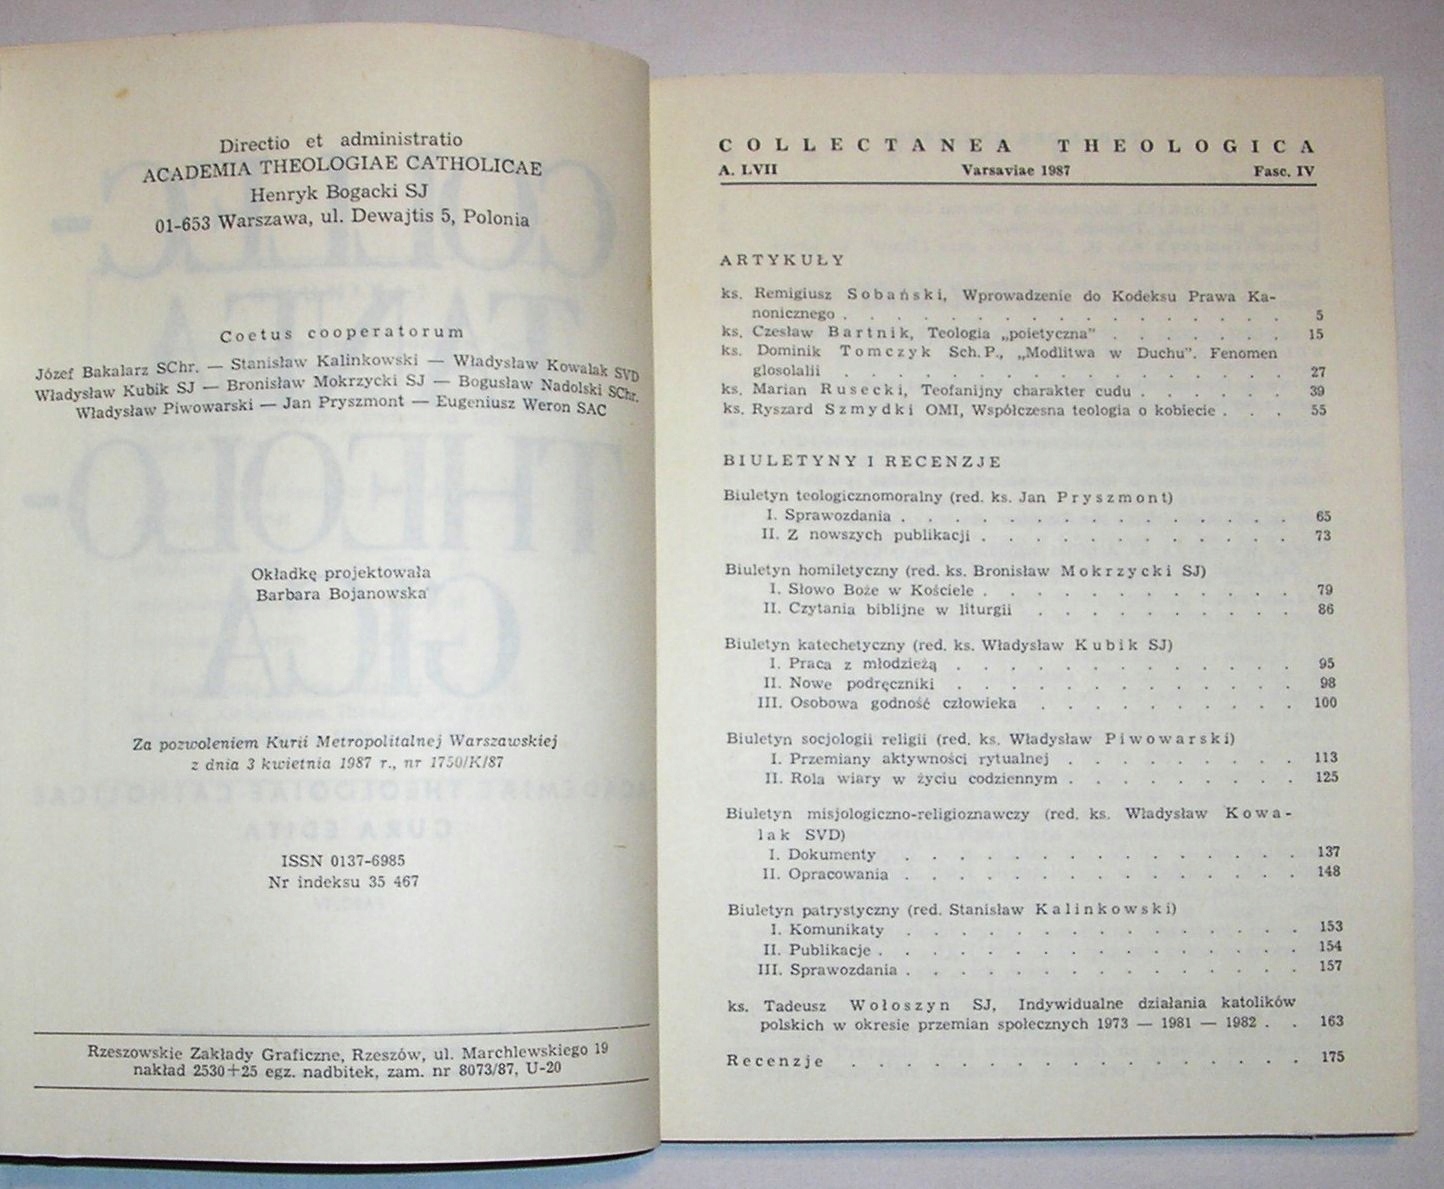 Directio et administratio
ACADEMIA THEOLOGIAE CATHOLICAE
Henryk Bogacki SJ
01-653 Warszawa, ul. Dewajtis 5, Polonia
Coetus cooperatorum
Józef Bakalarz SChr. — Stanisław Kalinkowski — Władysław Kowalak SVD
Władysław Kubik SJ — Bronisław Mokrzycki SJ — Bogusław Nadolski SChr.
Władysław Piwowarski — Jan Pryszmont — Eugeniusz Weron SAC
Okładkę projektowała
Barbara Bojanowska
Za pozwoleniem Kurii Metropolitalnej Warszawskiej
z dnia 3 kwietnia 1987 r., nr 1750/K/87
ISSN 0137-6985
Nr indeksu 35 467
Rzeszowskie Zakłady Graficzne, Rzeszów, ul. Marchlewskiego 19
nakład 2530+25 egz. nadbitek, zam. nr 8073/87, U-20
COLLECTANEA THEOLOGICA
A. LVII Varsaviae 1987 Fasc. IV
ARTYKUŁY
ks. Remigiusz Sobański, Wprowadzenie do Kodeksu Prawa Ka-
nonicznego . . . . . . . . . . . . . . . . 5
ks. Czesław Bartnik, Teologia „poietyczna" . . . . . . . 15
ks. Dominik Tomczyk Sch. P., „Modlitwa w Duchu". Fenomen
glosolalii . . . . . . . . . . . . . . . . 27
ks. Marian Rusecki, Teofanijny charakter cudu . . . . . . 39
ks. Ryszard Szmydki OMI, Współczesna teologia o kobiecie . . . 55
BIULETYNY I RECENZJE
Biuletyn teologicznomoralny (red. ks. Jan Pryszmont)
I. Sprawozdania . . . . . . . . . . . . . . 65
II. Z nowszych publikacji . . . . . . . . . . . 73
Biuletyn homiletyczny (red. ks. Bronisław Mokrzycki SJ)
I. Słowo Boże w Kościele . . . . . . . . . . . 79
II. Czytania biblijne w liturgii . . . . . . . . . . 86
Biuletyn katechetyczny (red. ks. Władysław Kubik SJ)
I. Praca z młodzieżą . . . . . . . . . . . . . 95
II. Nowe podręczniki . . . . . . . . . . . . . 98
III. Osobowa godność człowieka . . . . . . . . . . 100
Biuletyn socjologii religii (red. ks. Władysław Piwowarski)
I. Przemiany aktywności rytualnej . . . . . . . . . 113
II. Rola wiary w życiu codziennym . . . . . . . . . 125
Biuletyn misjologiczno-religioznawczy (red. ks. Władysław Kowa-
lak SVD)
I. Dokumenty . . . . . . . . . . . . . . . 137
II. Opracowania . . . . . . . . . . . . . . . 148
Biuletyn patrystyczny (red. Stanisław Kalinkowski)
I. Komunikaty . . . . . . . . . . . . . . . 153
II. Publikacje . . . . . . . . . . . . . . . . 154
III. Sprawozdania . . . . . . . . . . . . . . . 157
ks. Tadeusz Wołoszyn SJ, Indywidualne działania katolików
polskich w okresie przemian społecznych 1973 — 1981 — 1982 . . 163
Recenzje . . . . . . . . . . . . . . . . . 175